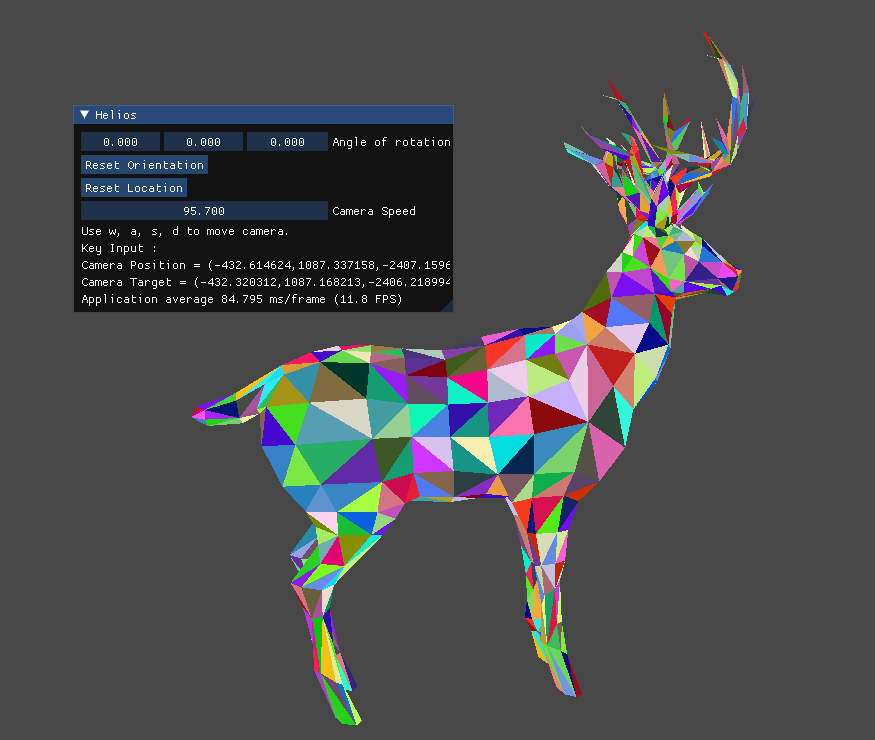 Helios
0.000 0.000 0.000 Angle of rotation
Reset Orientation
Reset Location
95.700 Camera Speed
Use w, a, s, d to move camera.
Key Input :
Camera Position = (-432.614624,1087.337158,-2407.1596
Camera Target = (-432.320312,1087.168213,-2406.218994
Application average 84.795 ms/frame (11.8 FPS)